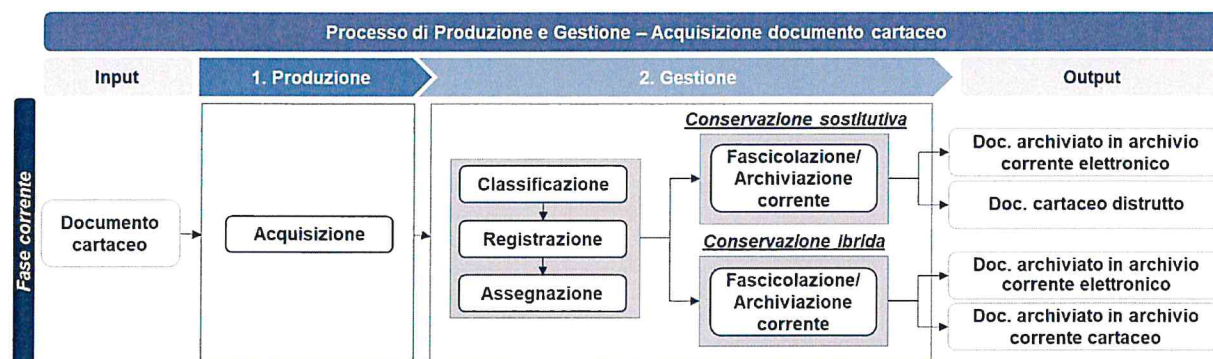 Processo di Produzione e Gestione – Acquisizione documento cartaceo
Input
1. Produzione
2. Gestione
Output
Fase corrente
Documento
cartaceo
Acquisizione
Classificazione
Registrazione
Assegnazione
Conservazione sostitutiva
Fascicolazione/
Archiviazione
corrente
Conservazione ibrida
Fascicolazione/
Archiviazione
corrente
Doc. archiviato in archivio
corrente elettronico
Doc. cartaceo distrutto
Doc. archiviato in archivio
corrente elettronico
Doc. archiviato in archivio
corrente cartaceo